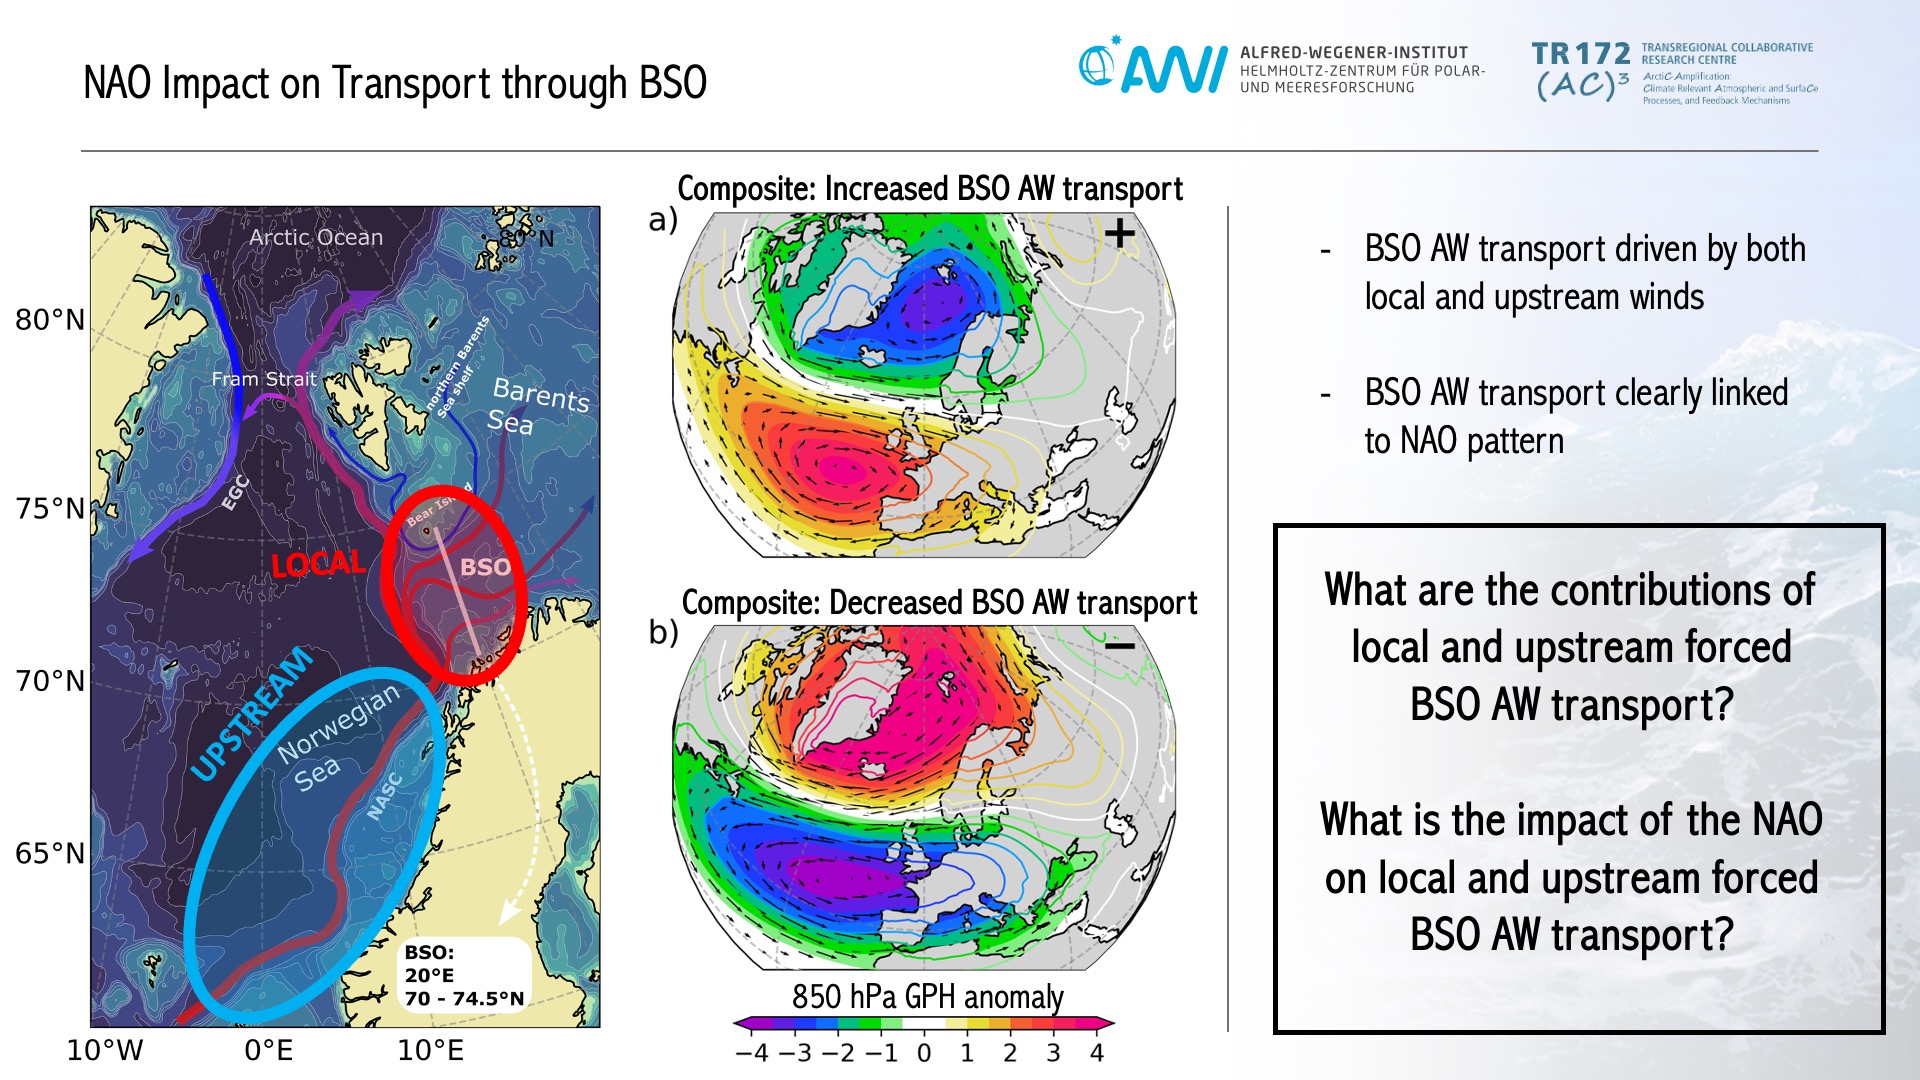 NAO Impact on Transport through BSO
AWI
ALFRED-WEGENER-INSTITUT
HELMHOLTZ-ZENTRUM FÜR POLAR-
UND MEERESFORSCHUNG
TR 172
(AC)³
TRANSREGIONAL COLLABORATIVE
RESEARCH CENTRE
ArctiC Amplification:
Climate Relevant Atmospheric and SurfaCe
Processes, and Feedback Mechanisms
Arctic Ocean
80°N
80°N
Fram Strait
northern Barents
Sea shelf
Barents
Sea
75°N
EGC
Bear Island
LOCAL
BSO
70°N
UPSTREAM
Norwegian
Sea
NASC
65°N
BSO:
20°E
70 - 74.5°N
10°W
0°E
10°E
Composite: Increased BSO AW transport
a)
+
Composite: Decreased BSO AW transport
b)
−
850 hPa GPH anomaly
−4 −3 −2 −1 0 1 2 3 4
- BSO AW transport driven by both
local and upstream winds
- BSO AW transport clearly linked
to NAO pattern
What are the contributions of
local and upstream forced
BSO AW transport?
What is the impact of the NAO
on local and upstream forced
BSO AW transport?